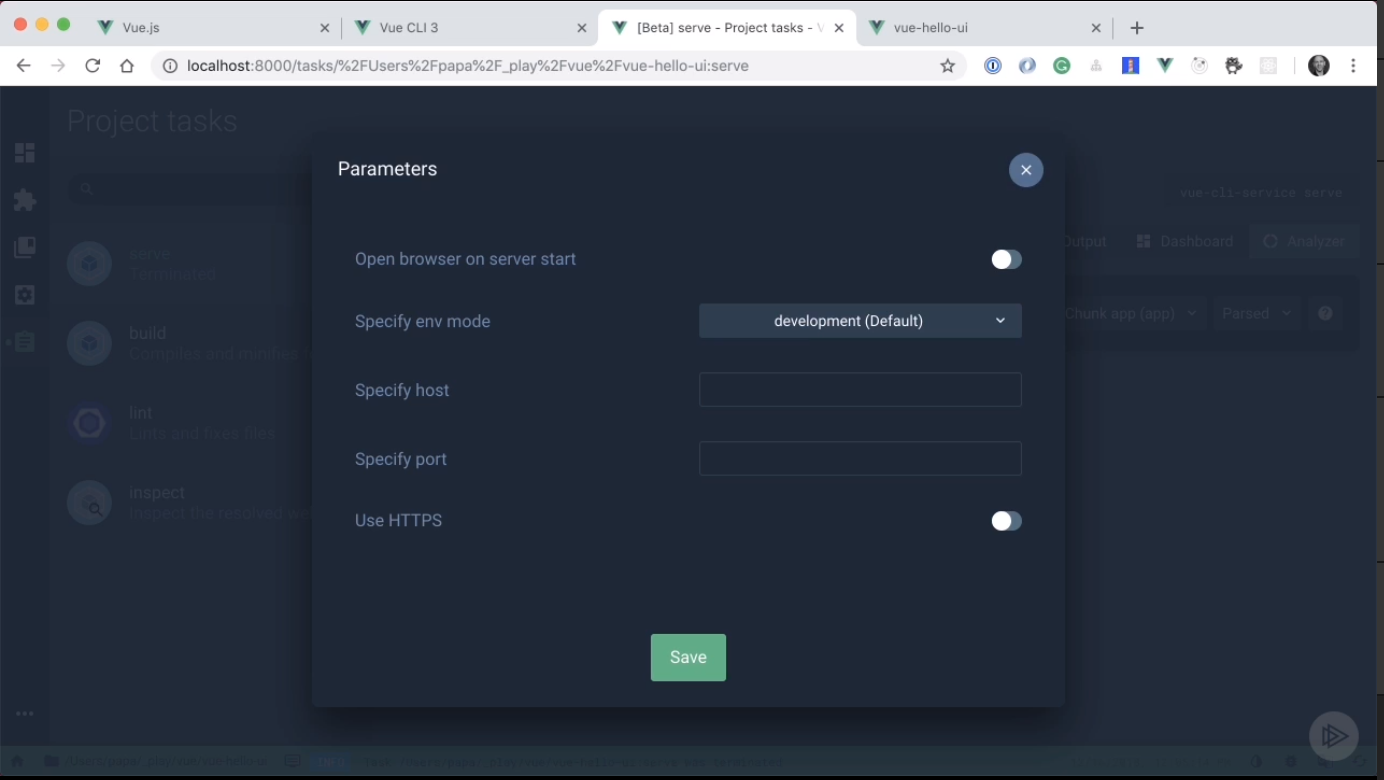 Vue.js
Vue CLI 3
[Beta] serve - Project tasks - V
vue-hello-ui
localhost:8000/tasks/%2FUsers%2Fpapa%2F_play%2Fvue%2Fvue-hello-ui:serve
Project tasks
Parameters
vue-cli-service serve
Output
Dashboard
Analyzer
serve
Terminated
Open browser on server start
Chunk app (app)
Parsed
Specify env mode
development (Default)
build
Compiles and minifies
Specify host
lint
Lints and fixes files
Specify port
inspect
Inspect the resolved we
Use HTTPS
Save
INFO